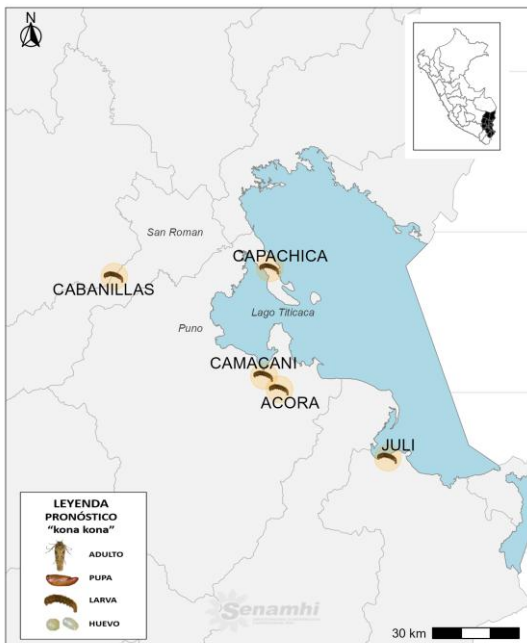 N
San Roman
CAPACHICA
CABANILLAS
Lago Titicaca
Puno
CAMACANI
ACORA
JULI
LEYENDA
PRONÓSTICO
“kona kona”
ADULTO
PUPA
LARVA
HUEVO
Senamhi
30 km